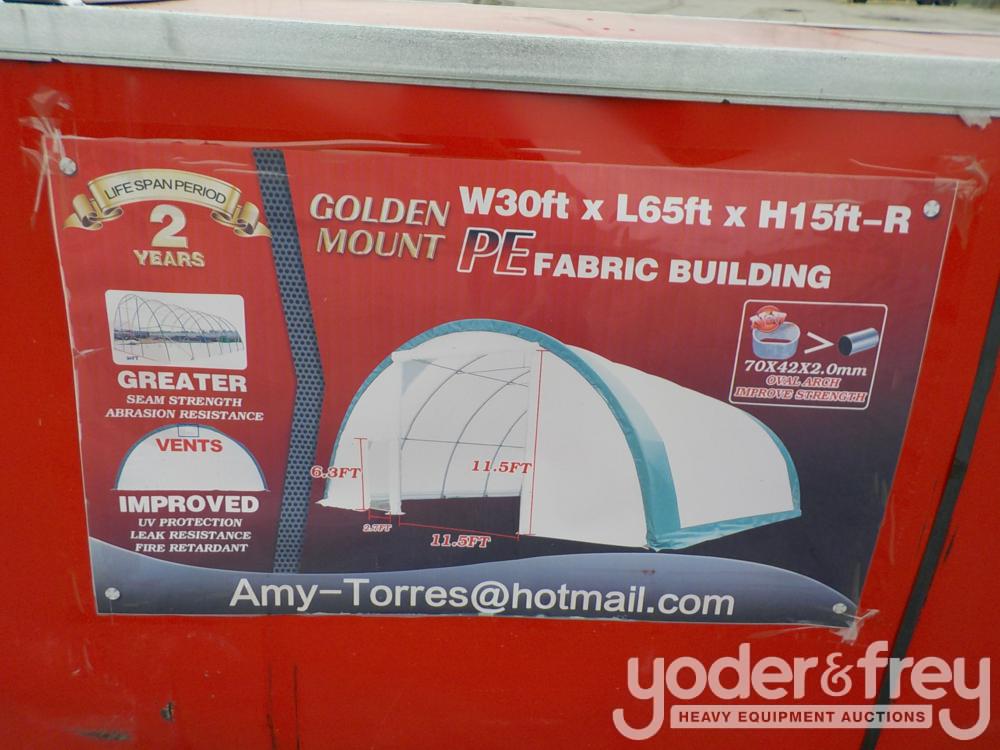 LIFE SPAN PERIOD
2
YEARS
GOLDEN
MOUNT
W30ft x L65ft x H15ft-R
PE FABRIC BUILDING
70X42X2.0mm
OVAL ARCH
IMPROVE STRENGTH
GREATER
SEAM STRENGTH
ABRASION RESISTANCE
VENTS
IMPROVED
UV PROTECTION
LEAK RESISTANCE
FIRE RETARDANT
6.3FT
11.5FT
2.7FT
11.5FT
Amy-Torres@hotmail.com
yoder&frey
HEAVY EQUIPMENT AUCTIONS